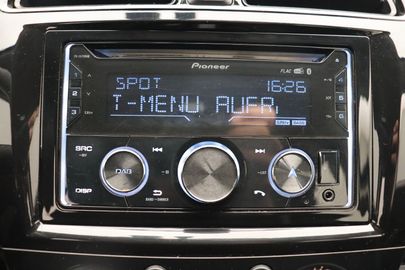 Pioneer
FLAC
SPOT 16:26
T-MENU AUFR
SRC
DAB
DISP